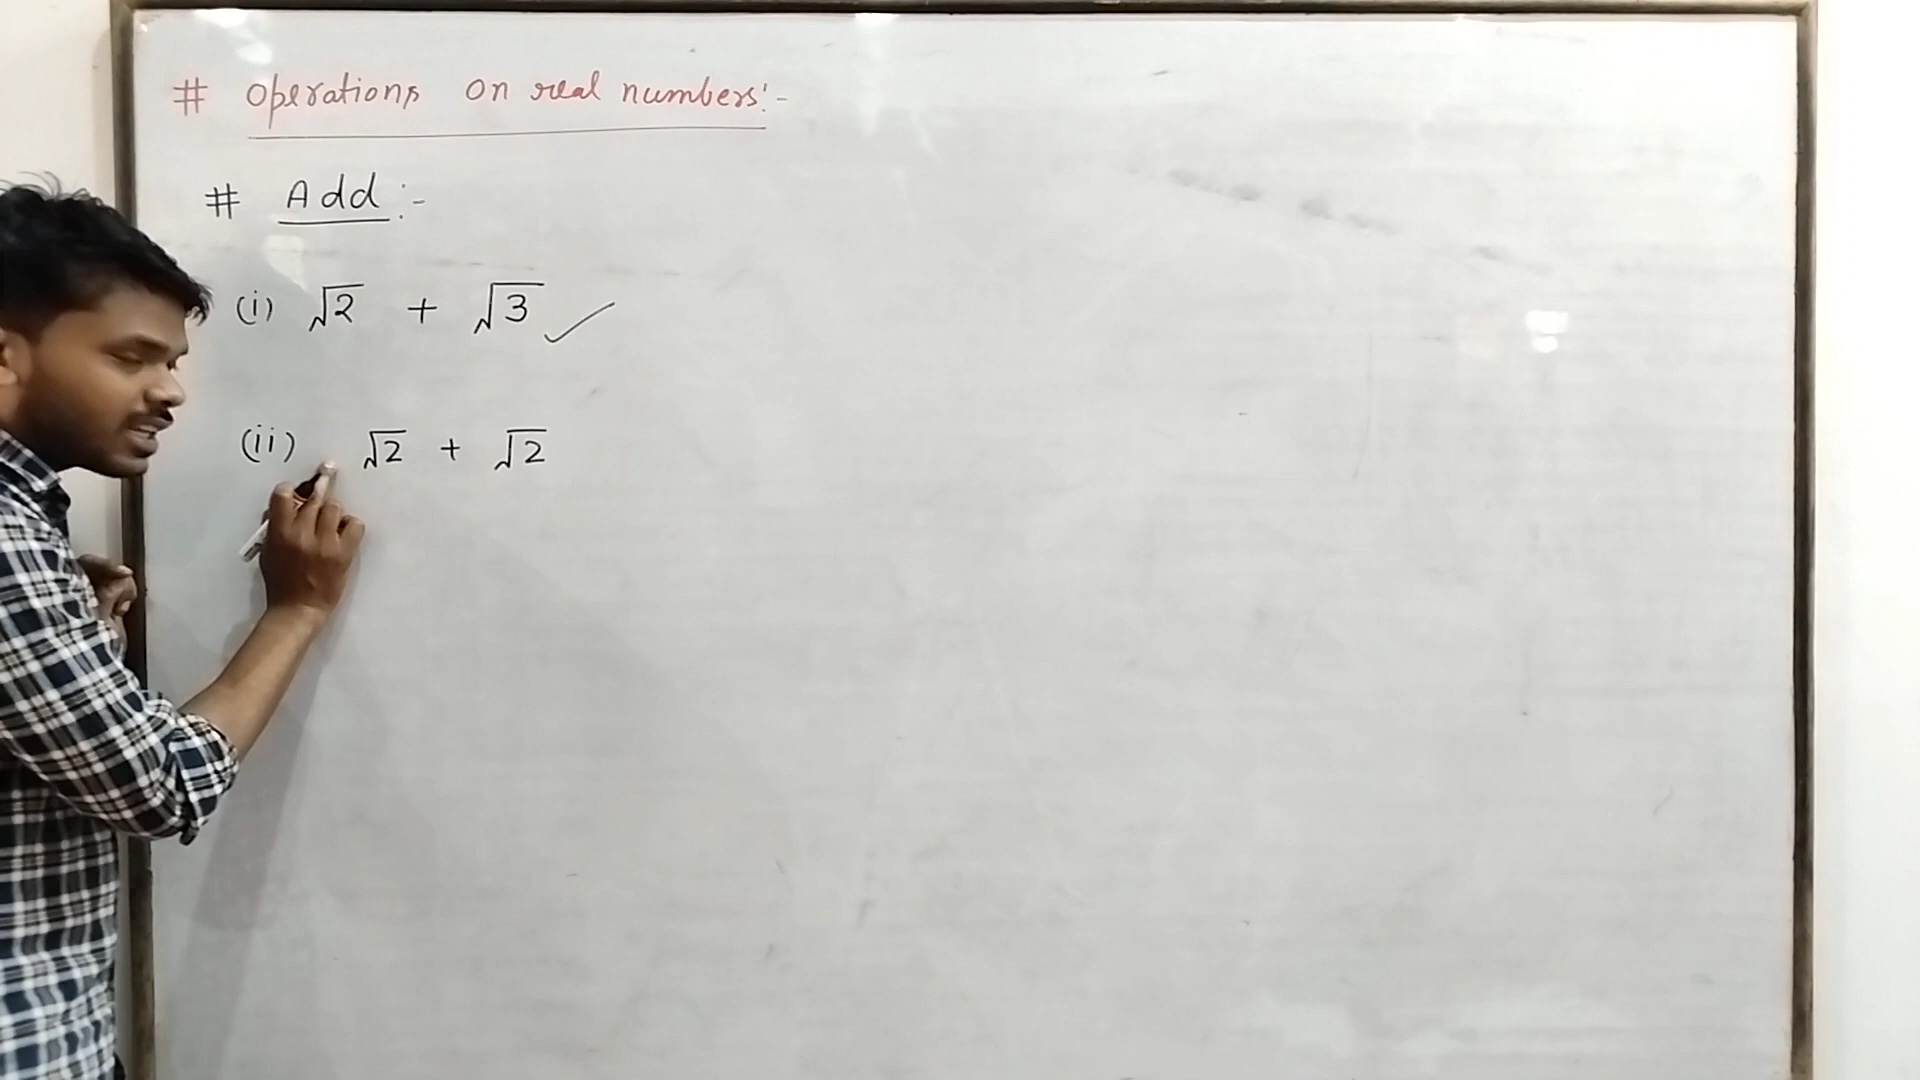 # Operations on real numbers:-
# Add:-
(i) √2 + √3 ✓
(ii) √2 + √2